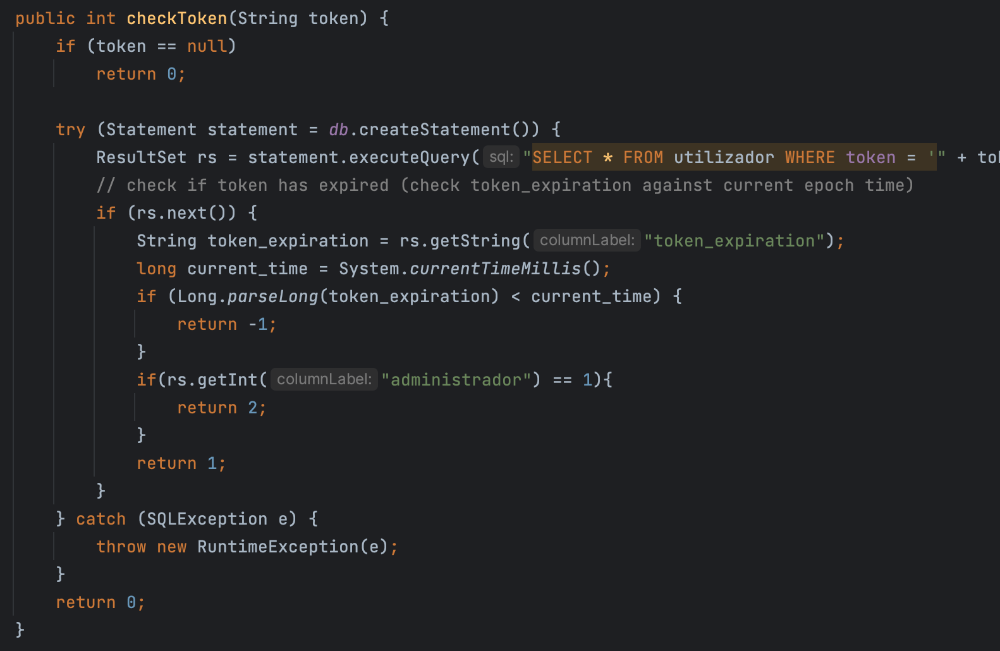 public int checkToken(String token) {
if (token == null)
return 0;
try (Statement statement = db.createStatement()) {
ResultSet rs = statement.executeQuery( sql: "SELECT * FROM utilizador WHERE token = '" + to
// check if token has expired (check token_expiration against current epoch time)
if (rs.next()) {
String token_expiration = rs.getString( columnLabel: "token_expiration");
long current_time = System.currentTimeMillis();
if (Long.parseLong(token_expiration) < current_time) {
return -1;
}
if(rs.getInt( columnLabel: "administrador") == 1){
return 2;
}
return 1;
}
} catch (SQLException e) {
throw new RuntimeException(e);
}
return 0;
}